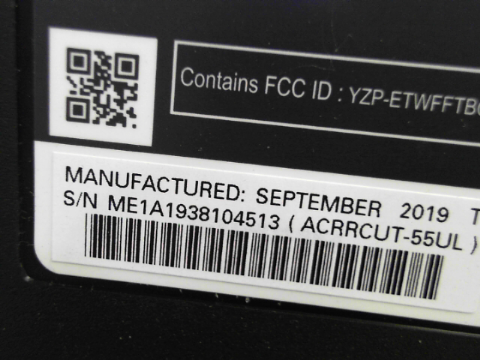 Contains FCC ID : YZP-ETWFFTB
MANUFACTURED: SEPTEMBER 2019 T
S/N ME1A1938104513 ( ACRRCUT-55UL )